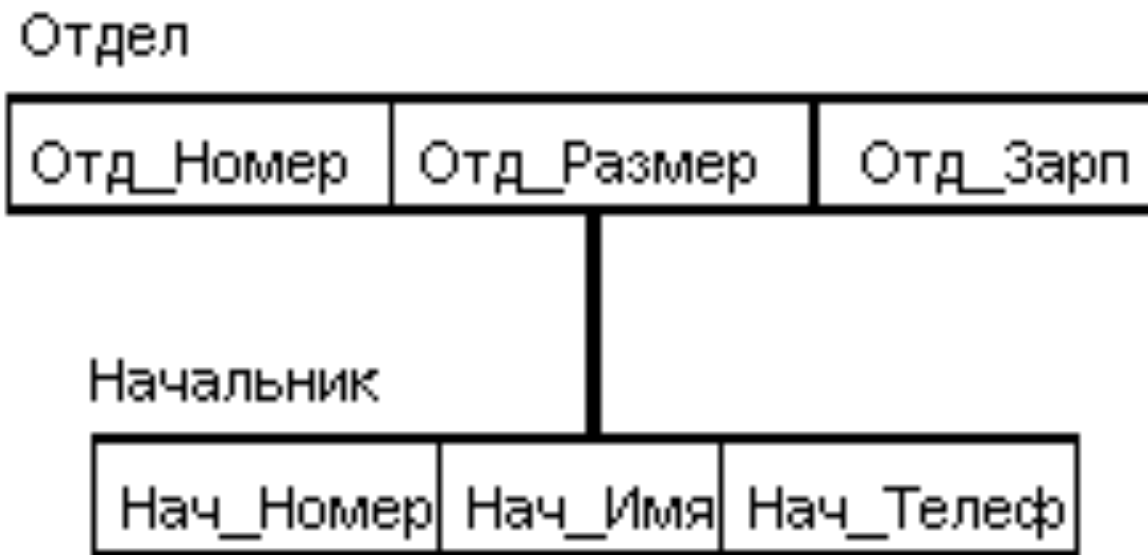 Отдел
Отд_Номер Отд_Размер Отд_Зарп
Начальник
Нач_Номер Нач_Имя Нач_Телеф